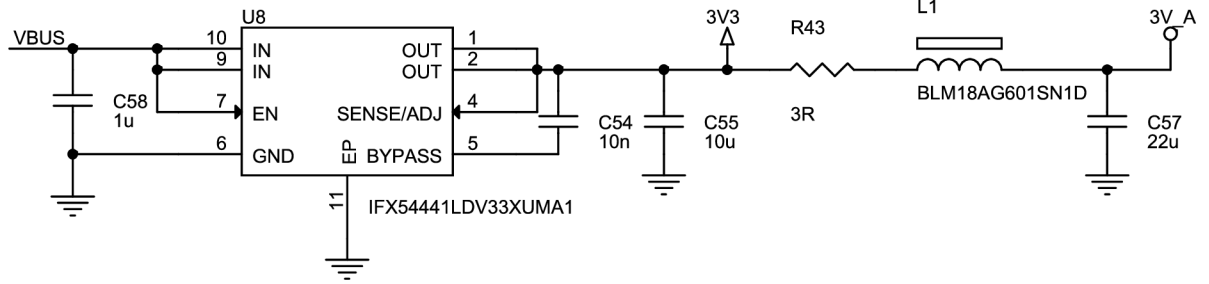 U8
L1
VBUS
10
IN
OUT
1
3V3
R43
3V_A
9
IN
OUT
2
BLM18AG601SN1D
C58
1u
7
EN
SENSE/ADJ
4
C54
10n
C55
10u
3R
C57
22u
6
GND
EP
BYPASS
5
11
IFX54441LDV33XUMA1